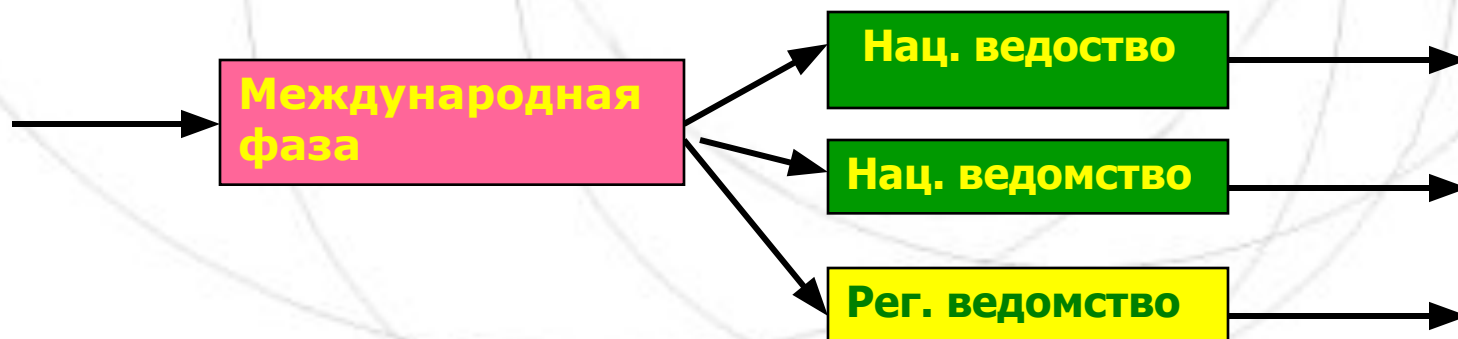 Международная
фаза
Нац. ведоство
Нац. ведомство
Рег. ведомство